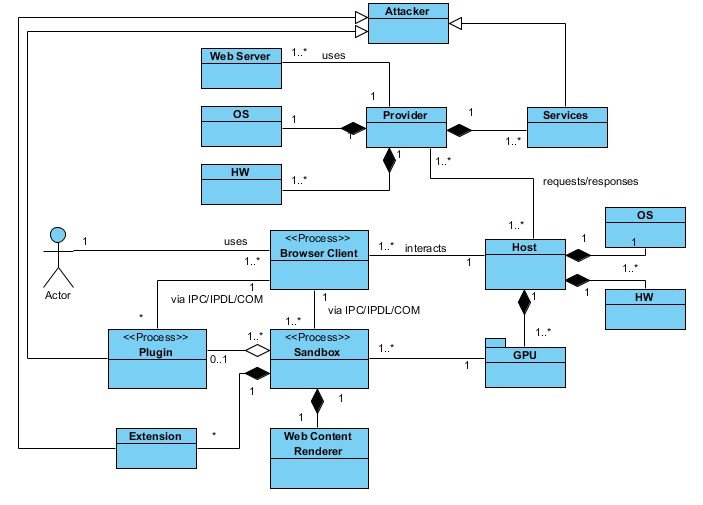 Attacker
Web Server
1..*
uses
1
OS
1
1
Provider
1
1..*
Services
HW
1..*
1
1..*
requests/responses
1..*
OS
1
1
1..*
HW
1
Host
1
1..*
interacts
1
<<Process>>
Browser Client
1
uses
1..*
Actor
1
via IPC/IPDL/COM
*
1
via IPC/IPDL/COM
1..*
<<Process>>
Plugin
0..1
1..*
<<Process>>
Sandbox
1..*
1
GPU
1
1
1
Extension
*
Web Content
Renderer